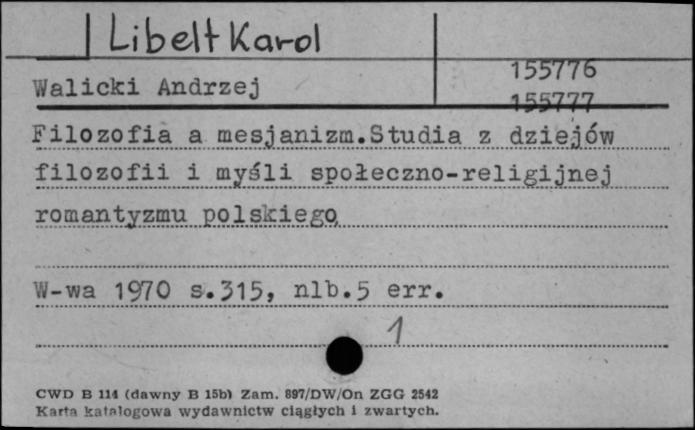 Libelt Karol
155776
Walicki Andrzej
155777
Filozofia a mesjanizm.Studia z dziejów
filozofii i myśli społeczno-religijnej
romantyzmu polskiego
W-wa 1970 s.315, nlb.5 err.
1
CWD B 114 (dawny B 15b) Zam. 897/DW/On ZGG 2542
Karta katalogowa wydawnictw ciągłych i zwartych.